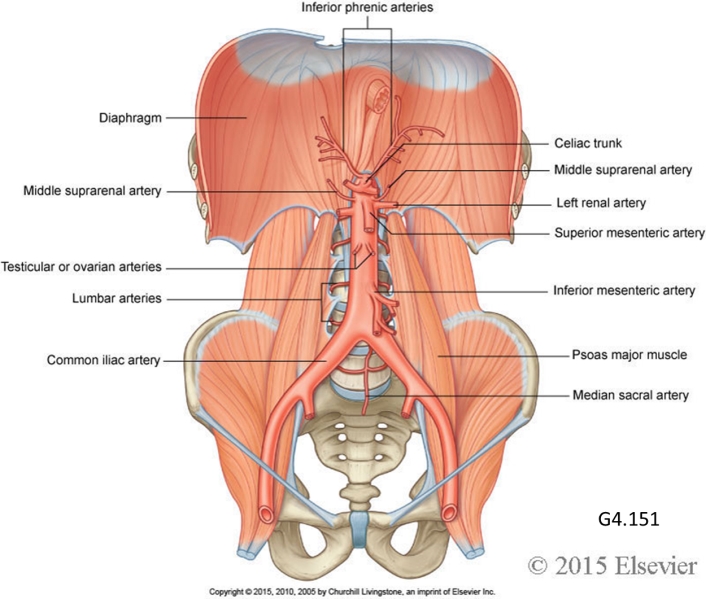 Inferior phrenic arteries
Diaphragm
Celiac trunk
Middle suprarenal artery
Middle suprarenal artery
Left renal artery
Superior mesenteric artery
Testicular or ovarian arteries
Inferior mesenteric artery
Lumbar arteries
Common iliac artery
Psoas major muscle
Median sacral artery
G4.151
© 2015 Elsevier
Copyright © 2015, 2010, 2005 by Churchill Livingstone, an imprint of Elsevier Inc.